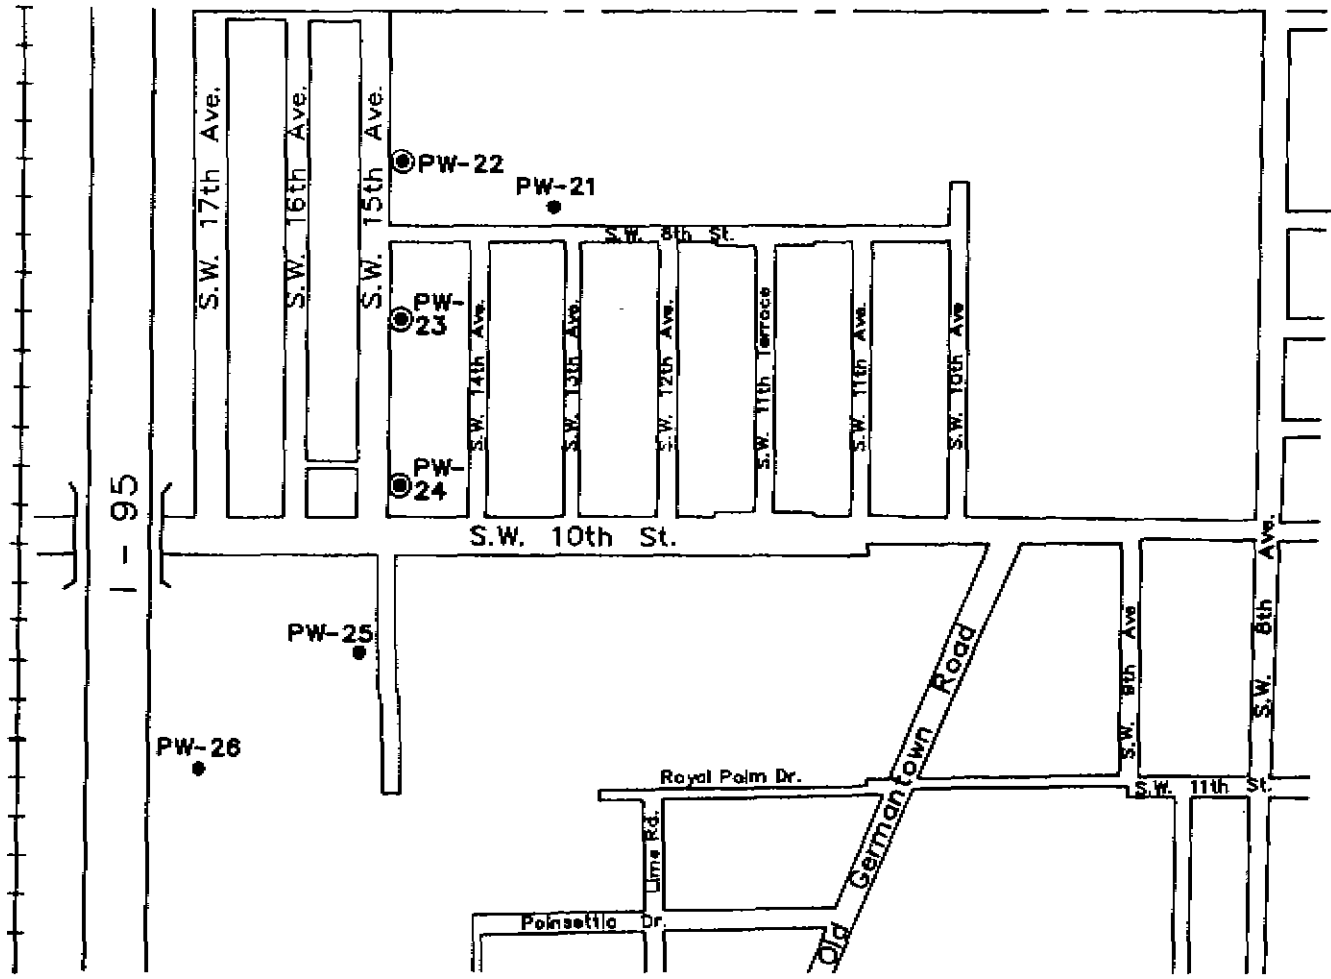 S.W. 17th Ave.
S.W. 16th Ave.
S.W. 15th Ave.
PW-22
PW-21
S.W. 8th St.
PW-
23
S.W. 14th Ave.
S.W. 13th Ave.
S.W. 12th Ave.
S.W. 11th Terrace
S.W. 11th Ave.
S.W. 10th Ave
PW-
24
I-95
S.W. 10th St.
S.W. 8th Ave.
PW-25
S.W. 9th Ave
Old Germantown Road
PW-26
Royal Palm Dr.
S.W. 11th St.
Lime Rd.
Poinsettia Dr.